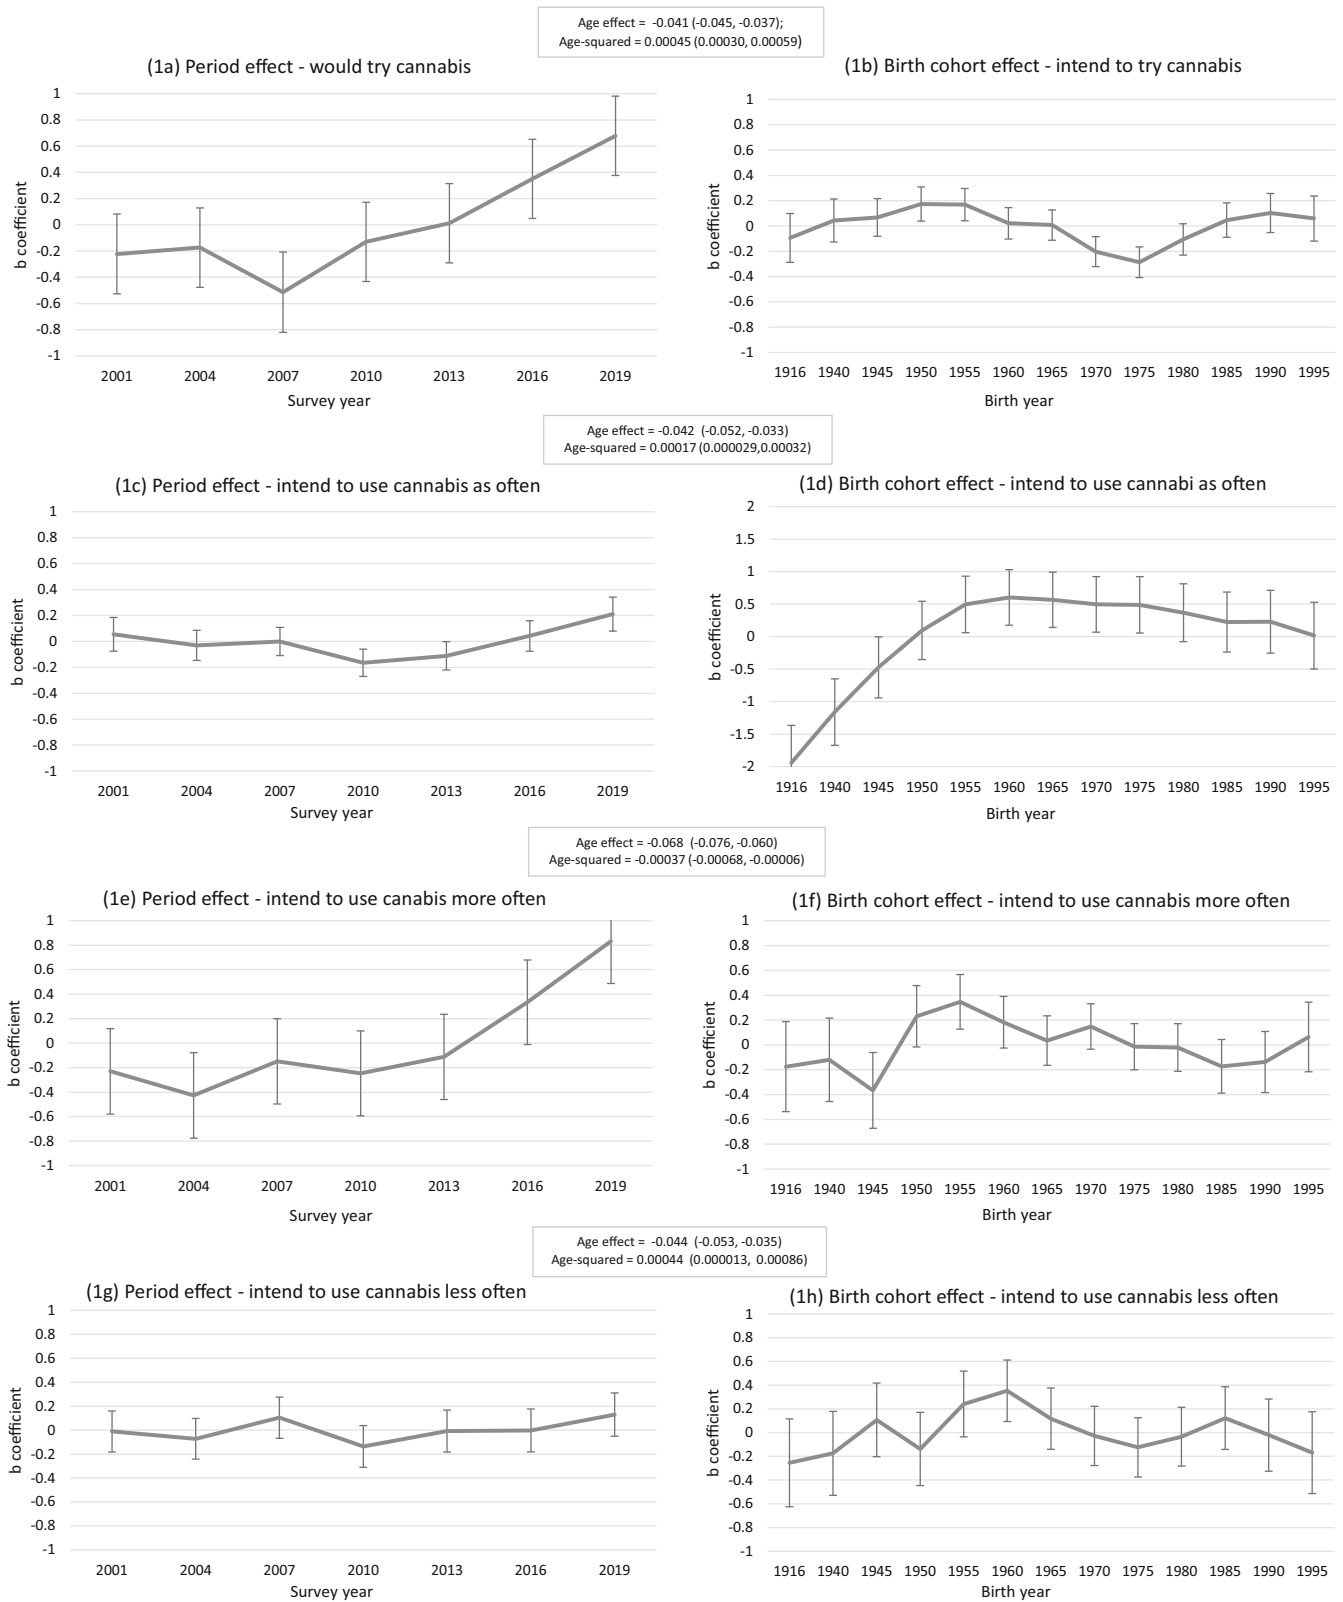 Age effect = -0.041 (-0.045, -0.037);
Age-squared = 0.00045 (0.00030, 0.00059)
(1a) Period effect - would try cannabis
1
0.8
0.6
0.4
0.2
0
-0.2
-0.4
-0.6
-0.8
-1
b coefficient
2001 2004 2007 2010 2013 2016 2019
Survey year
(1b) Birth cohort effect - intend to try cannabis
1
0.8
0.6
0.4
0.2
0
-0.2
-0.4
-0.6
-0.8
-1
b coefficient
1916 1940 1945 1950 1955 1960 1965 1970 1975 1980 1985 1990 1995
Birth year
Age effect = -0.042 (-0.052, -0.033)
Age-squared = 0.00017 (0.000029,0.00032)
(1c) Period effect - intend to use cannabis as often
1
0.8
0.6
0.4
0.2
0
-0.2
-0.4
-0.6
-0.8
-1
b coefficient
2001 2004 2007 2010 2013 2016 2019
Survey year
(1d) Birth cohort effect - intend to use cannabi as often
2
1.5
1
0.5
0
-0.5
-1
-1.5
-2
b coefficient
1916 1940 1945 1950 1955 1960 1965 1970 1975 1980 1985 1990 1995
Birth year
Age effect = -0.068 (-0.076, -0.060)
Age-squared = -0.00037 (-0.00068, -0.00006)
(1e) Period effect - intend to use canabis more often
1
0.8
0.6
0.4
0.2
0
-0.2
-0.4
-0.6
-0.8
-1
b coefficient
2001 2004 2007 2010 2013 2016 2019
Survey year
(1f) Birth cohort effect - intend to use cannabis more often
1
0.8
0.6
0.4
0.2
0
-0.2
-0.4
-0.6
-0.8
-1
b coefficient
1916 1940 1945 1950 1955 1960 1965 1970 1975 1980 1985 1990 1995
Birth year
Age effect = -0.044 (-0.053, -0.035)
Age-squared = 0.00044 (0.000013, 0.00086)
(1g) Period effect - intend to use cannabis less often
1
0.8
0.6
0.4
0.2
0
-0.2
-0.4
-0.6
-0.8
-1
b coefficient
2001 2004 2007 2010 2013 2016 2019
Survey year
(1h) Birth cohort effect - intend to use cannabis less often
1
0.8
0.6
0.4
0.2
0
-0.2
-0.4
-0.6
-0.8
-1
b coefficient
1916 1940 1945 1950 1955 1960 1965 1970 1975 1980 1985 1990 1995
Birth year